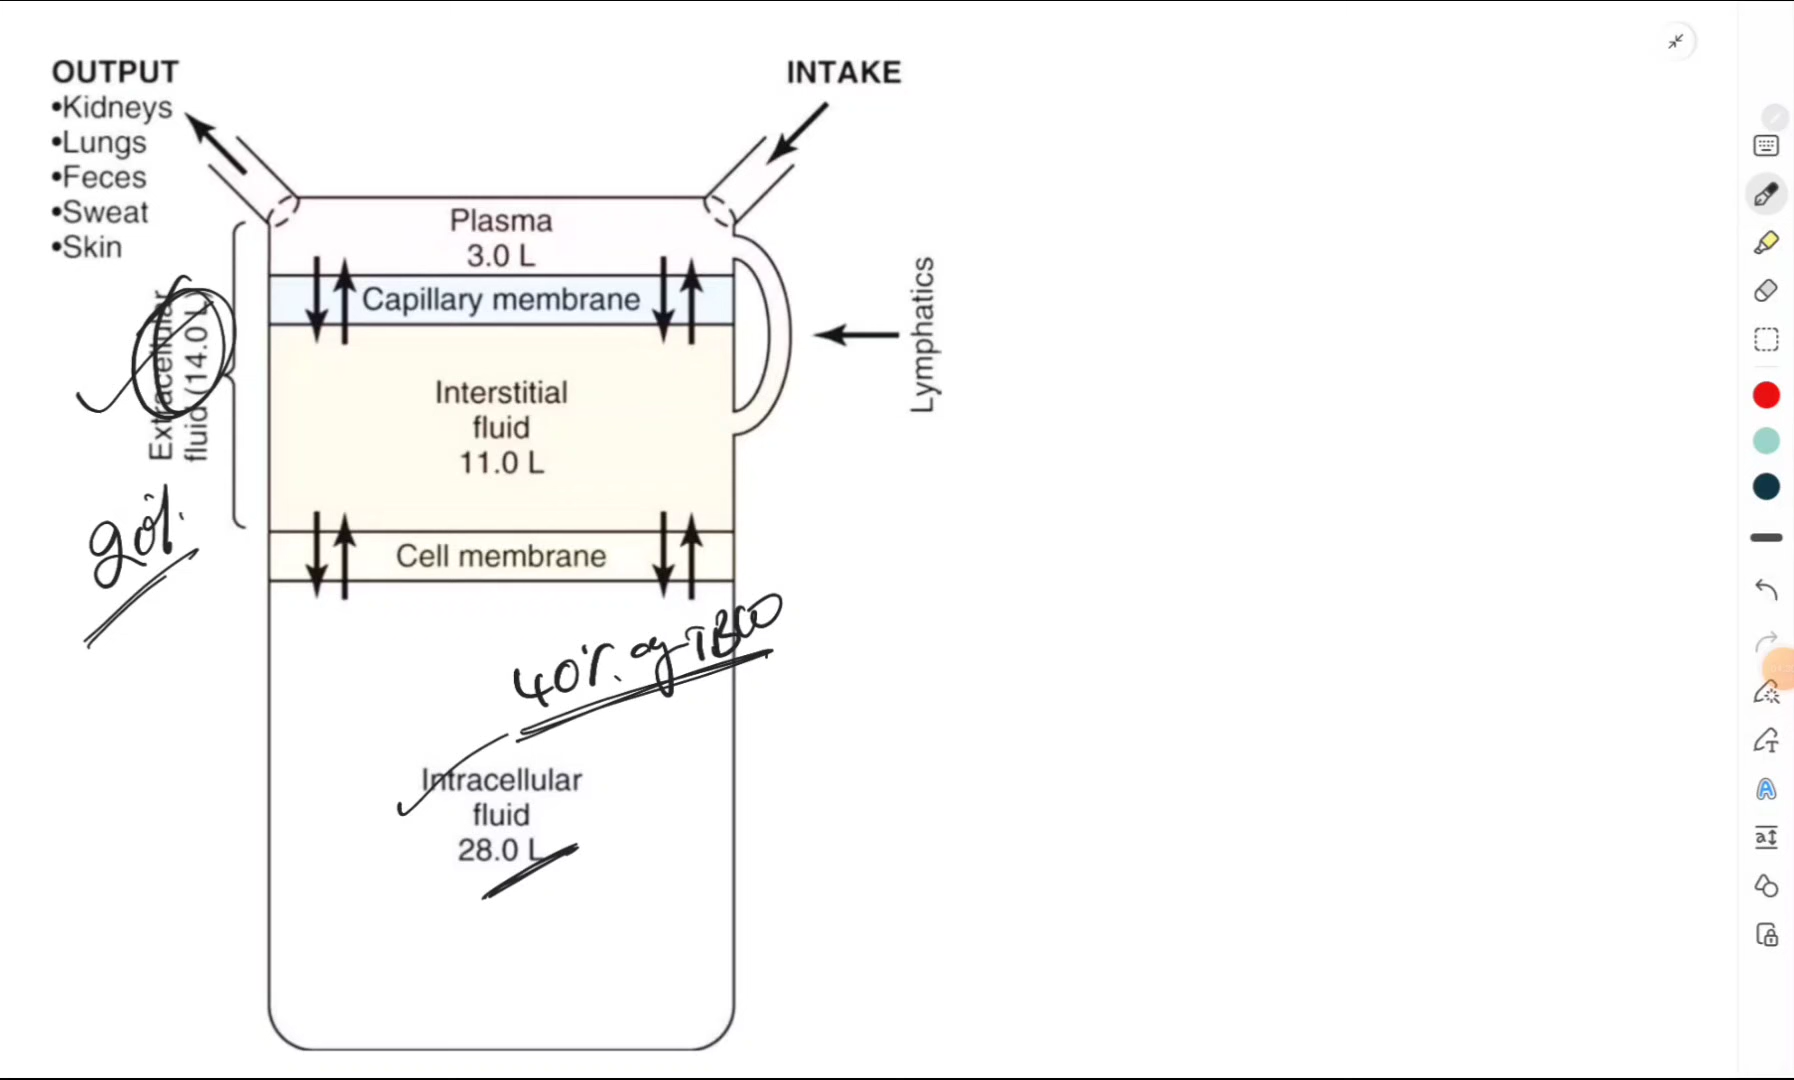 OUTPUT
•Kidneys
•Lungs
•Feces
•Sweat
•Skin
INTAKE
Plasma
3.0 L
Capillary membrane
Lymphatics
Extracellular
fluid (14.0 L
Interstitial
fluid
11.0 L
20%
Cell membrane
40% of TBW
Intracellular
fluid
28.0 L